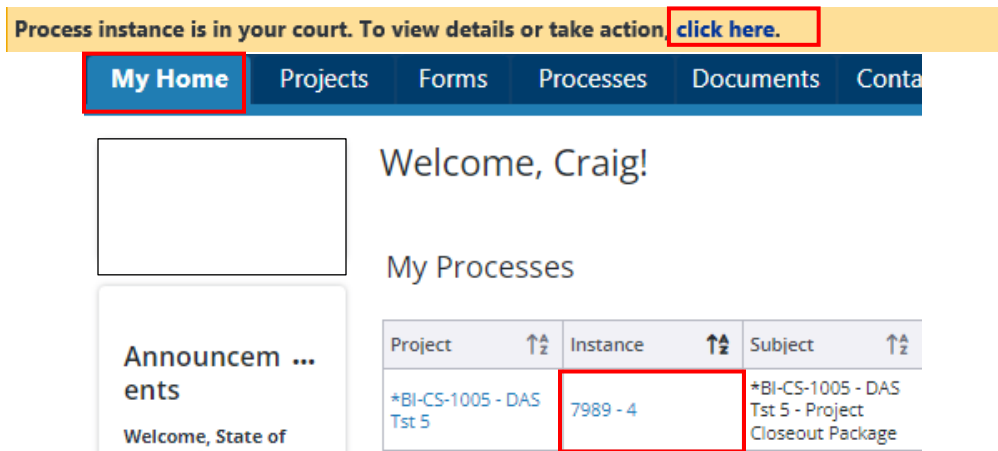 Process instance is in your court. To view details or take action, click here.
My Home Projects Forms Processes Documents Conta
Welcome, Craig!
My Processes
Announcem ...
ents
Welcome, State of
Project Instance Subject
*BI-CS-1005 - DAS
Tst 5
7989 - 4
*BI-CS-1005 - DAS
Tst 5 - Project
Closeout Package